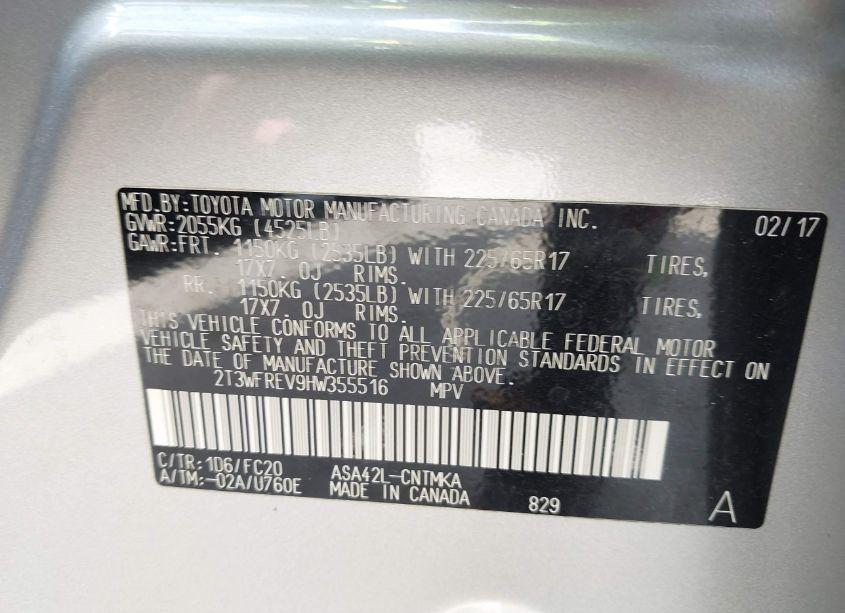 MFD.BY:TOYOTA MOTOR MANUFACTURING CANADA INC. 02/17
GVWR:2055KG (4525LB)
GAWR:FRT. 1150KG (2535LB) WITH 225/65R17 TIRES,
17X7.0J RIMS.
RR. 1150KG (2535LB) WITH 225/65R17 TIRES,
17X7.0J RIMS.
THIS VEHICLE CONFORMS TO ALL APPLICABLE FEDERAL MOTOR
VEHICLE SAFETY AND THEFT PREVENTION STANDARDS IN EFFECT ON
THE DATE OF MANUFACTURE SHOWN ABOVE.
2T3WFREV9HW355516 MPV
C/TR:1D6/FC20 ASA42L-CNTMKA
A/TM:-02A/U760E MADE IN CANADA 829 A